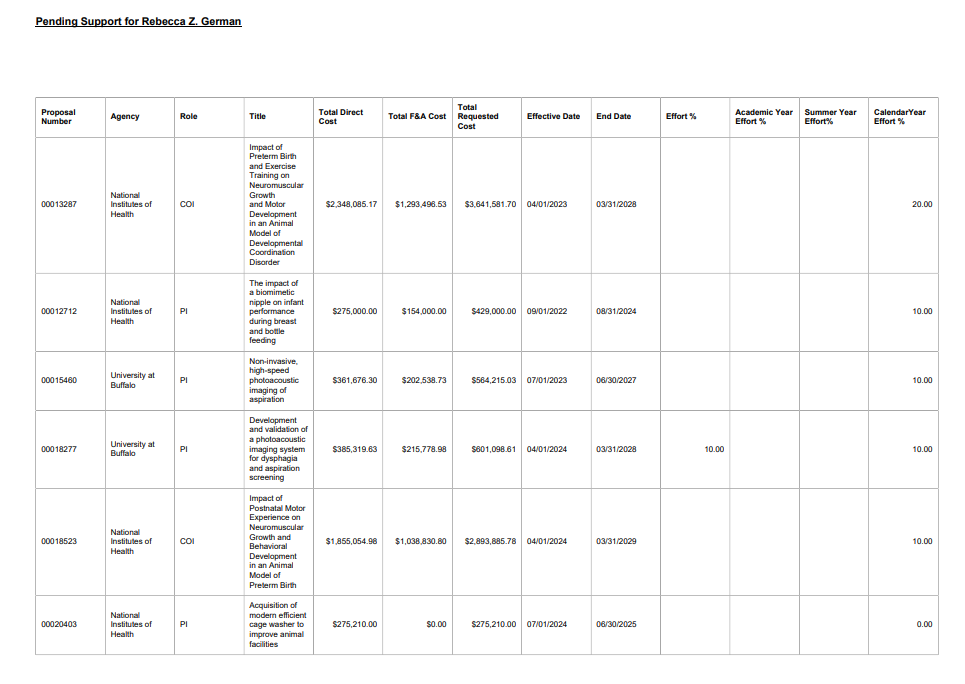 Pending Support for Rebecca Z. German
Proposal
Number
Agency
Role
Title
Total Direct
Cost
Total F&A Cost
Total
Requested
Cost
Effective Date
End Date
Effort %
Academic Year
Effort %
Summer Year
Effort%
CalendarYear
Effort %
00013287
National
Institutes of
Health
COI
Impact of
Preterm Birth
and Exercise
Training on
Neuromuscular
Growth
and Motor
Development
in an Animal
Model of
Developmental
Coordination
Disorder
$2,348,085.17
$1,293,496.53
$3,641,581.70
04/01/2023
03/31/2028
20.00
00012712
National
Institutes of
Health
PI
The impact of
a biomimetic
nipple on infant
performance
during breast
and bottle
feeding
$275,000.00
$154,000.00
$429,000.00
09/01/2022
08/31/2024
10.00
00015460
University at
Buffalo
PI
Non-invasive,
high-speed
photoacoustic
imaging of
aspiration
$361,676.30
$202,538.73
$564,215.03
07/01/2023
06/30/2027
10.00
00018277
University at
Buffalo
PI
Development
and validation of
a photoacoustic
imaging system
for dysphagia
and aspiration
screening
$385,319.63
$215,778.98
$601,098.61
04/01/2024
03/31/2028
10.00
10.00
00018523
National
Institutes of
Health
COI
Impact of
Postnatal Motor
Experience on
Neuromuscular
Growth and
Behavioral
Development
in an Animal
Model of
Preterm Birth
$1,855,054.98
$1,038,830.80
$2,893,885.78
04/01/2024
03/31/2029
10.00
00020403
National
Institutes of
Health
PI
Acquisition of
modern efficient
cage washer to
improve animal
facilities
$275,210.00
$0.00
$275,210.00
07/01/2024
06/30/2025
0.00